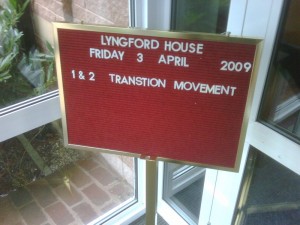 LYNGFORD HOUSE
FRIDAY 3 APRIL 2009
1 & 2 TRANSTION MOVEMENT